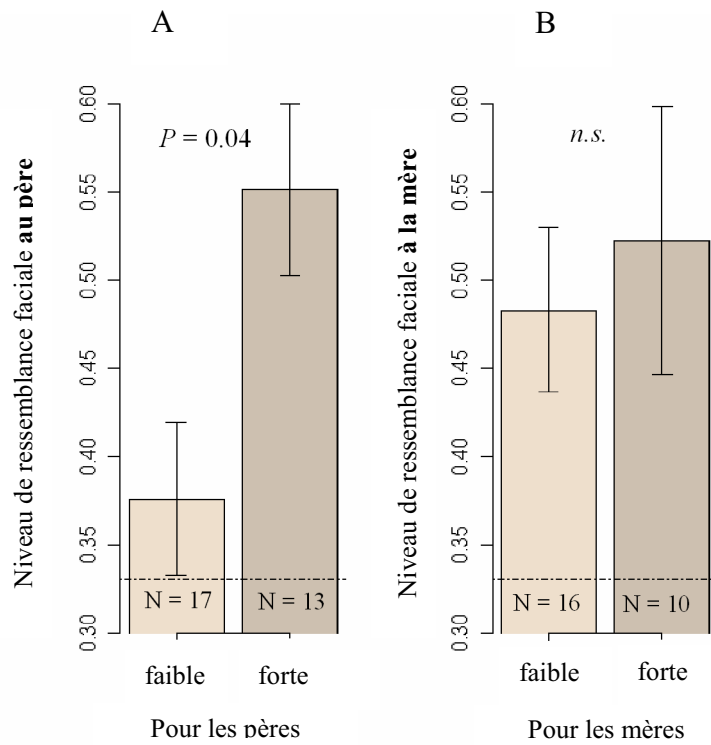 A
Niveau de ressemblance faciale au père
0.60
0.55
0.50
0.45
0.40
0.35
0.30
P = 0.04
N = 17
N = 13
faible
forte
Pour les pères
B
Niveau de ressemblance faciale à la mère
0.60
0.55
0.50
0.45
0.40
0.35
0.30
n.s.
N = 16
N = 10
faible
forte
Pour les mères